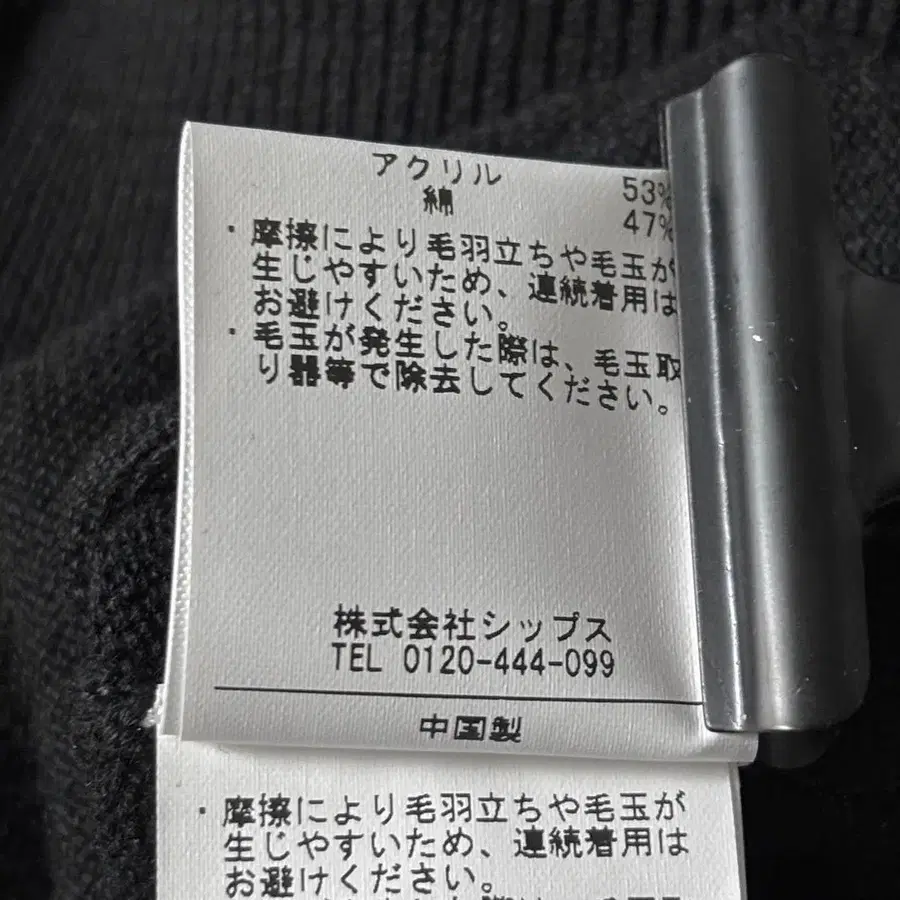 アクリル 53%
綿 47%
・摩擦により毛羽立ちや毛玉が
生じやすいため、連続着用は
お避けください。
・毛玉が発生した際は、毛玉取
り器等で除去してください。
株式会社シップス
TEL 0120-444-099
中国製
・摩擦により毛羽立ちや毛玉が
生じやすいため、連続着用は
お避けください。